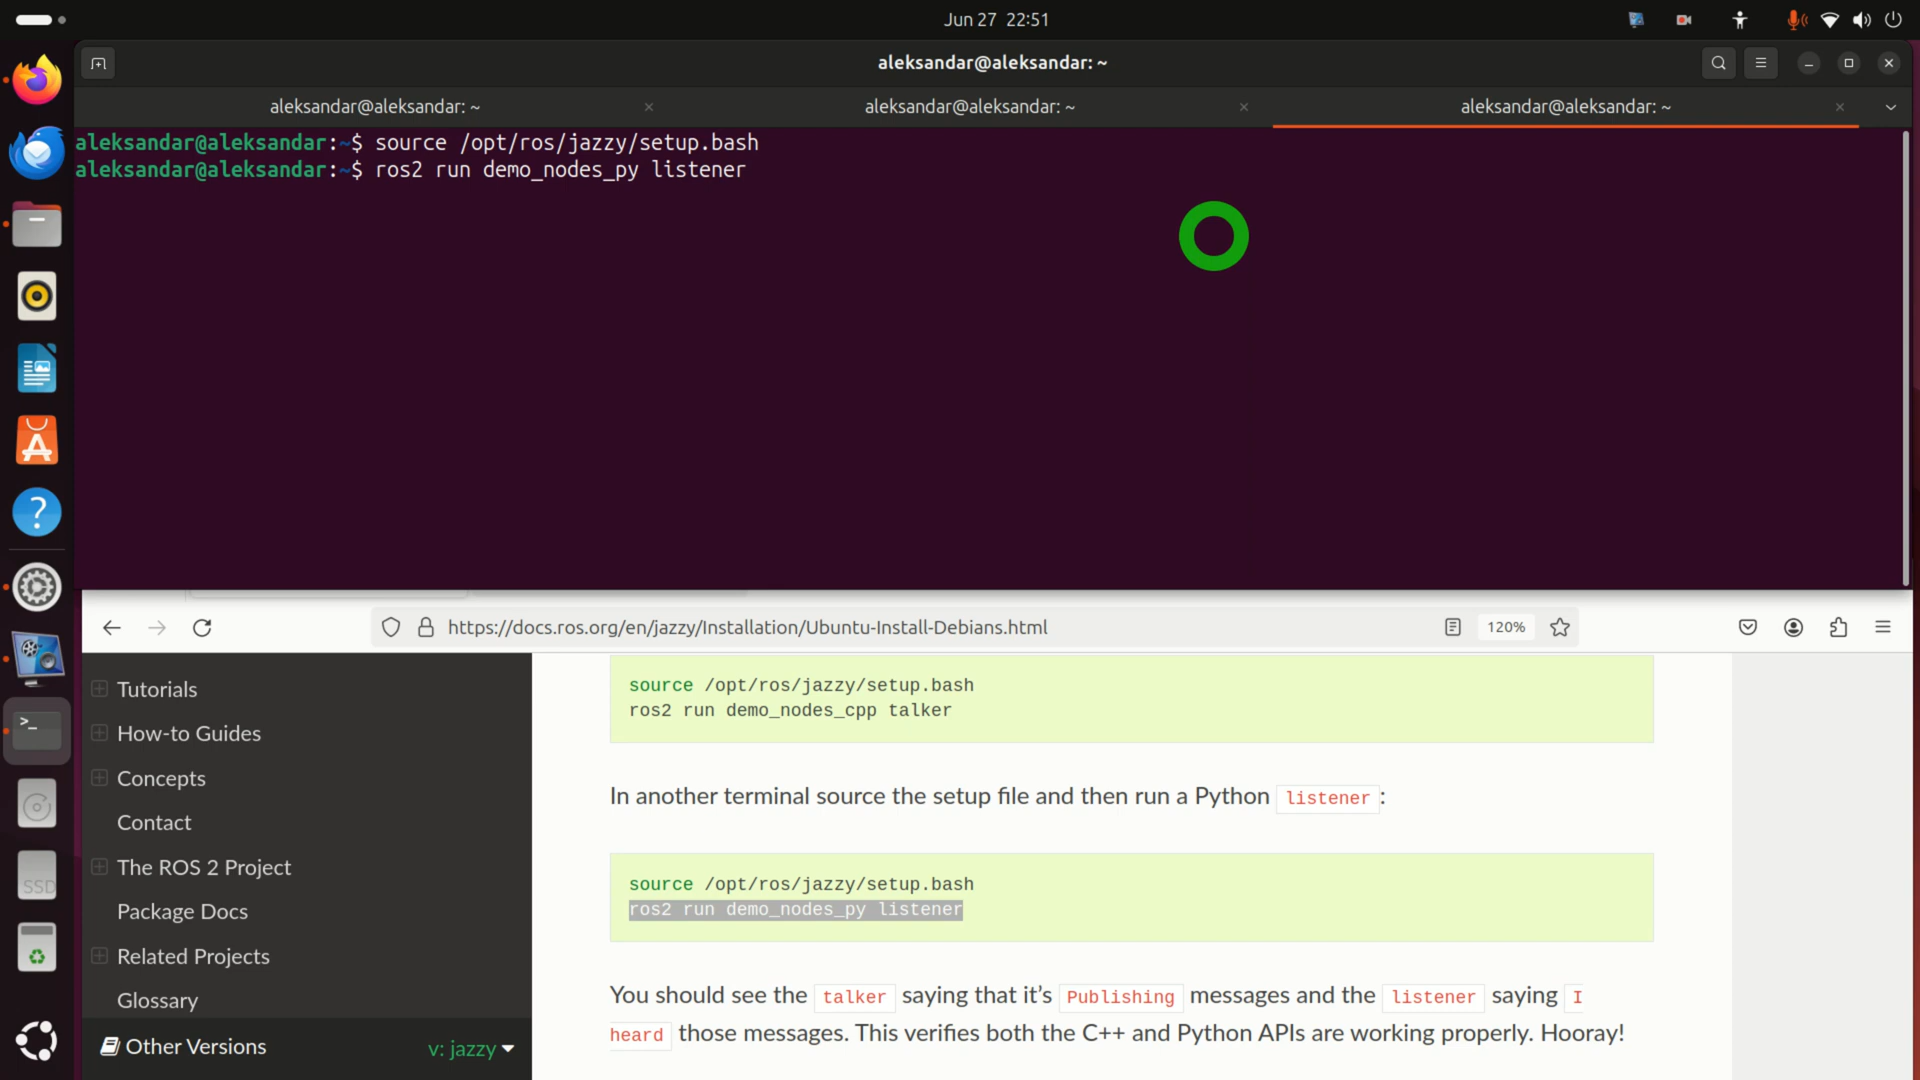 Jun 27 22:51
aleksandar@aleksandar: ~
aleksandar@aleksandar: ~ aleksandar@aleksandar: ~ aleksandar@aleksandar: ~
aleksandar@aleksandar:~$ source /opt/ros/jazzy/setup.bash
aleksandar@aleksandar:~$ ros2 run demo_nodes_py listener
https://docs.ros.org/en/jazzy/Installation/Ubuntu-Install-Debians.html 120%
Tutorials
How-to Guides
Concepts
Contact
The ROS 2 Project
Package Docs
Related Projects
Glossary
Other Versions v: jazzy
source /opt/ros/jazzy/setup.bash
ros2 run demo_nodes_cpp talker
In another terminal source the setup file and then run a Python listener :
source /opt/ros/jazzy/setup.bash
ros2 run demo_nodes_py listener
You should see the talker saying that it’s Publishing messages and the listener saying I
heard those messages. This verifies both the C++ and Python APIs are working properly. Hooray!
SSD